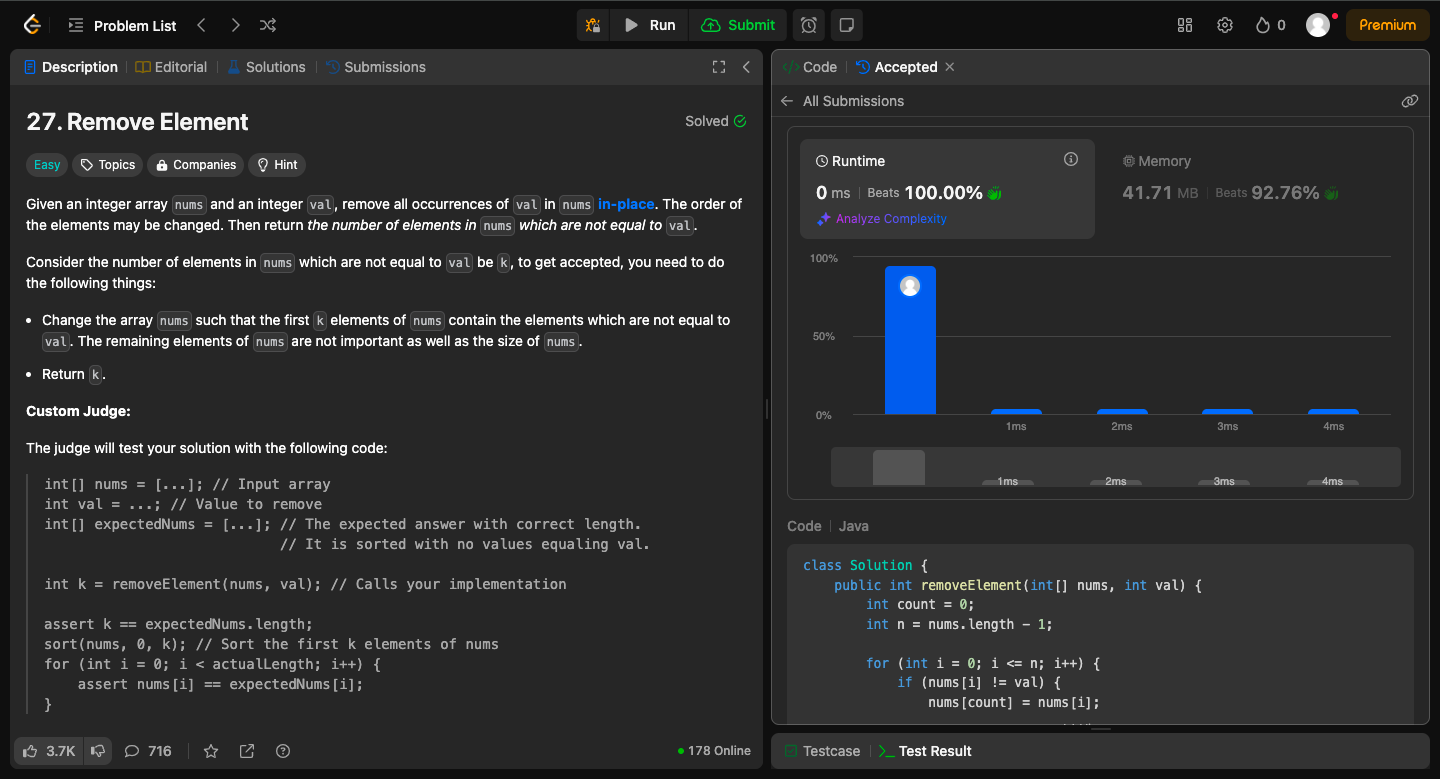 Problem List
Run
Submit
0
Premium
Description
Editorial
Solutions
Submissions
27. Remove Element
Solved
Easy
Topics
Companies
Hint
Given an integer array nums and an integer val, remove all occurrences of val in nums in-place. The order of
the elements may be changed. Then return the number of elements in nums which are not equal to val.
Consider the number of elements in nums which are not equal to val be k, to get accepted, you need to do
the following things:
• Change the array nums such that the first k elements of nums contain the elements which are not equal to
val. The remaining elements of nums are not important as well as the size of nums.
• Return k.
Custom Judge:
The judge will test your solution with the following code:
int[] nums = [...]; // Input array
int val = ...; // Value to remove
int[] expectedNums = [...]; // The expected answer with correct length.
// It is sorted with no values equaling val.
int k = removeElement(nums, val); // Calls your implementation
assert k == expectedNums.length;
sort(nums, 0, k); // Sort the first k elements of nums
for (int i = 0; i < actualLength; i++) {
assert nums[i] == expectedNums[i];
}
3.7K
716
178 Online
Code
Accepted
All Submissions
Runtime
0 ms
Beats 100.00%
Analyze Complexity
Memory
41.71 MB
Beats 92.76%
100%
50%
0%
1ms
2ms
3ms
4ms
1ms
2ms
3ms
4ms
Code
Java
class Solution {
public int removeElement(int[] nums, int val) {
int count = 0;
int n = nums.length - 1;
for (int i = 0; i <= n; i++) {
if (nums[i] != val) {
nums[count] = nums[i];
Testcase
Test Result